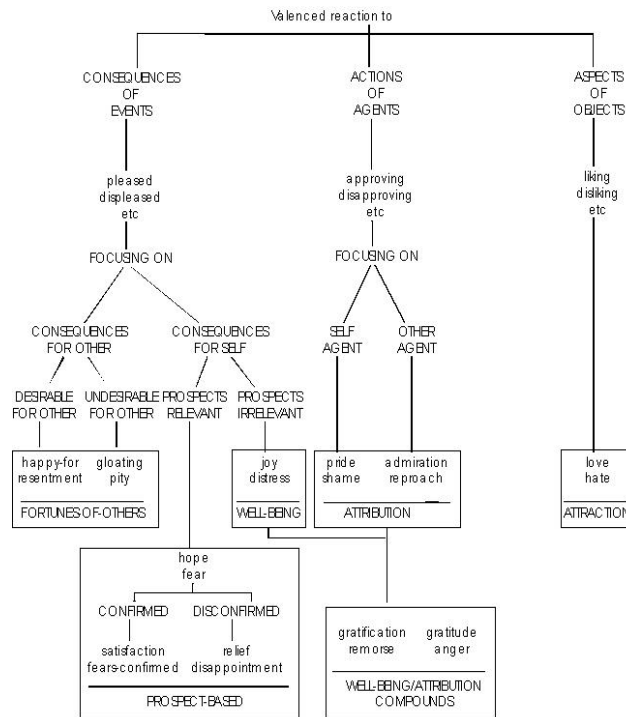 Valenced reaction to
CONSEQUENCES
OF
EVENTS
ACTIONS
OF
AGENTS
ASPECTS
OF
OBJECTS
pleased
displeased
etc
approving
disapproving
etc
liking
disliking
etc
FOCUSING ON
FOCUSING ON
CONSEQUENCES
FOR OTHER
CONSEQUENCES
FOR SELF
SELF
AGENT
OTHER
AGENT
DESIRABLE
FOR OTHER
UNDESIRABLE
FOR OTHER
PROSPECTS
RELEVANT
PROSPECTS
IRRELEVANT
happy-for
resentment
gloating
pity
FORTUNES-OF-OTHERS
joy
distress
WELL-BEING
pride
shame
admiration
reproach
ATTRIBUTION
love
hate
ATTRACTION
hope
fear
CONFIRMED
DISCONFIRMED
satisfaction
fears-confirmed
relief
disappointment
PROSPECT-BASED
gratification
remorse
gratitude
anger
WELL-BEING/ATTRIBUTION
COMPOUNDS